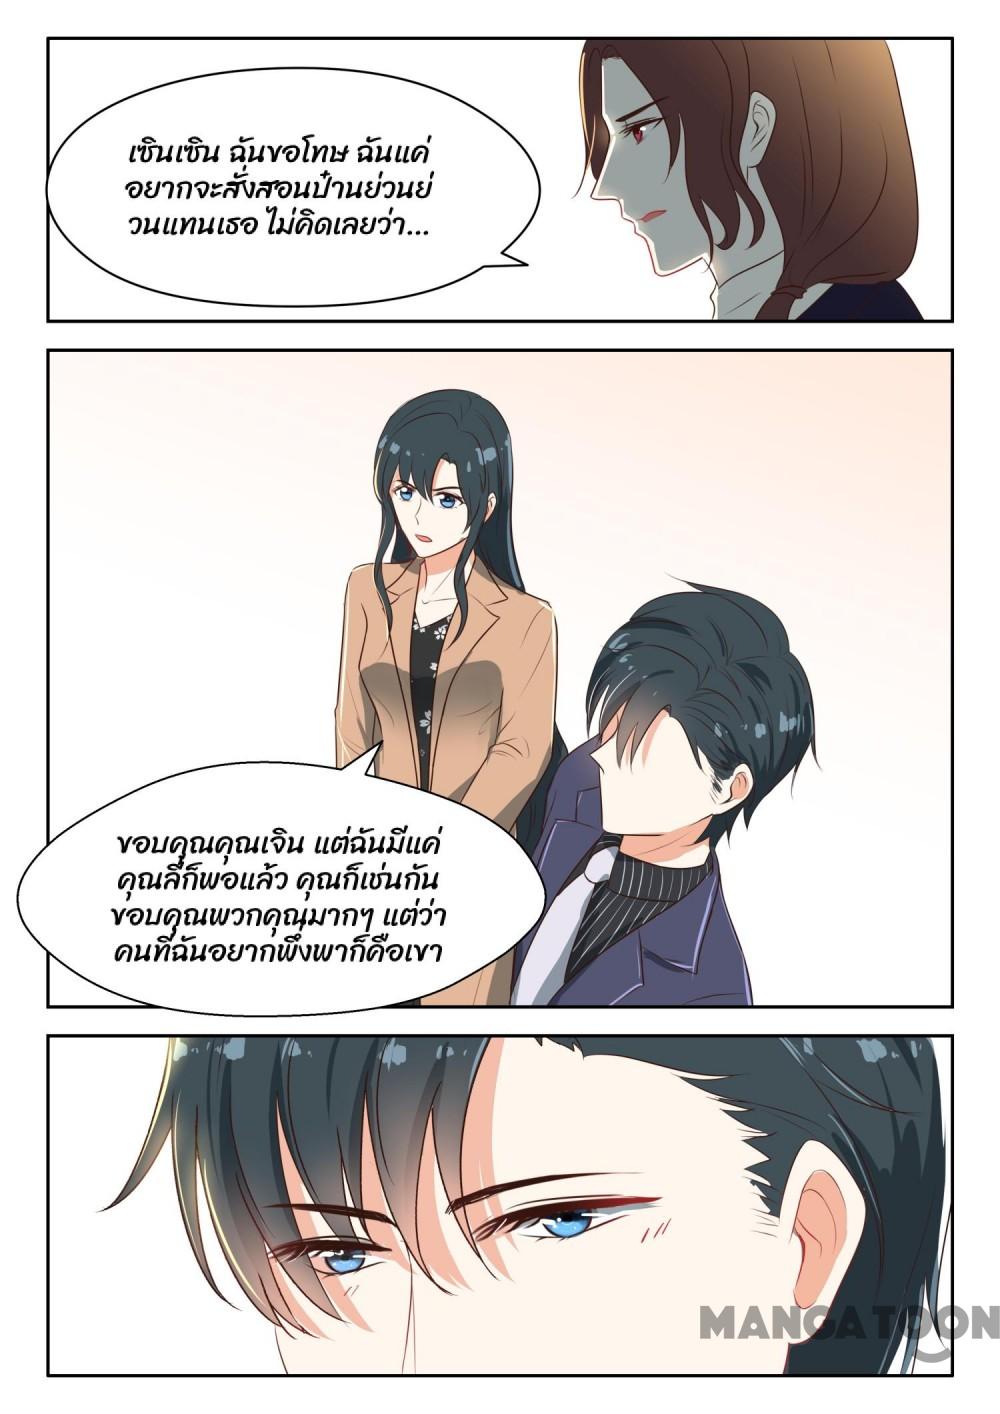 เซินเซิน ฉันขอโทษ ฉันแค่
อยากจะสั่งสอนป๋านย่วนย่
วนแทนเธอ ไม่คิดเลยว่า...
ขอบคุณคุณเจิน แต่ฉันมีแค่
คุณลี่ก็พอแล้ว คุณก็เช่นกัน
ขอบคุณพวกคุณมากๆ แต่ว่า
คนที่ฉันอยากพึ่งพาก็คือเขา
MANGATOON